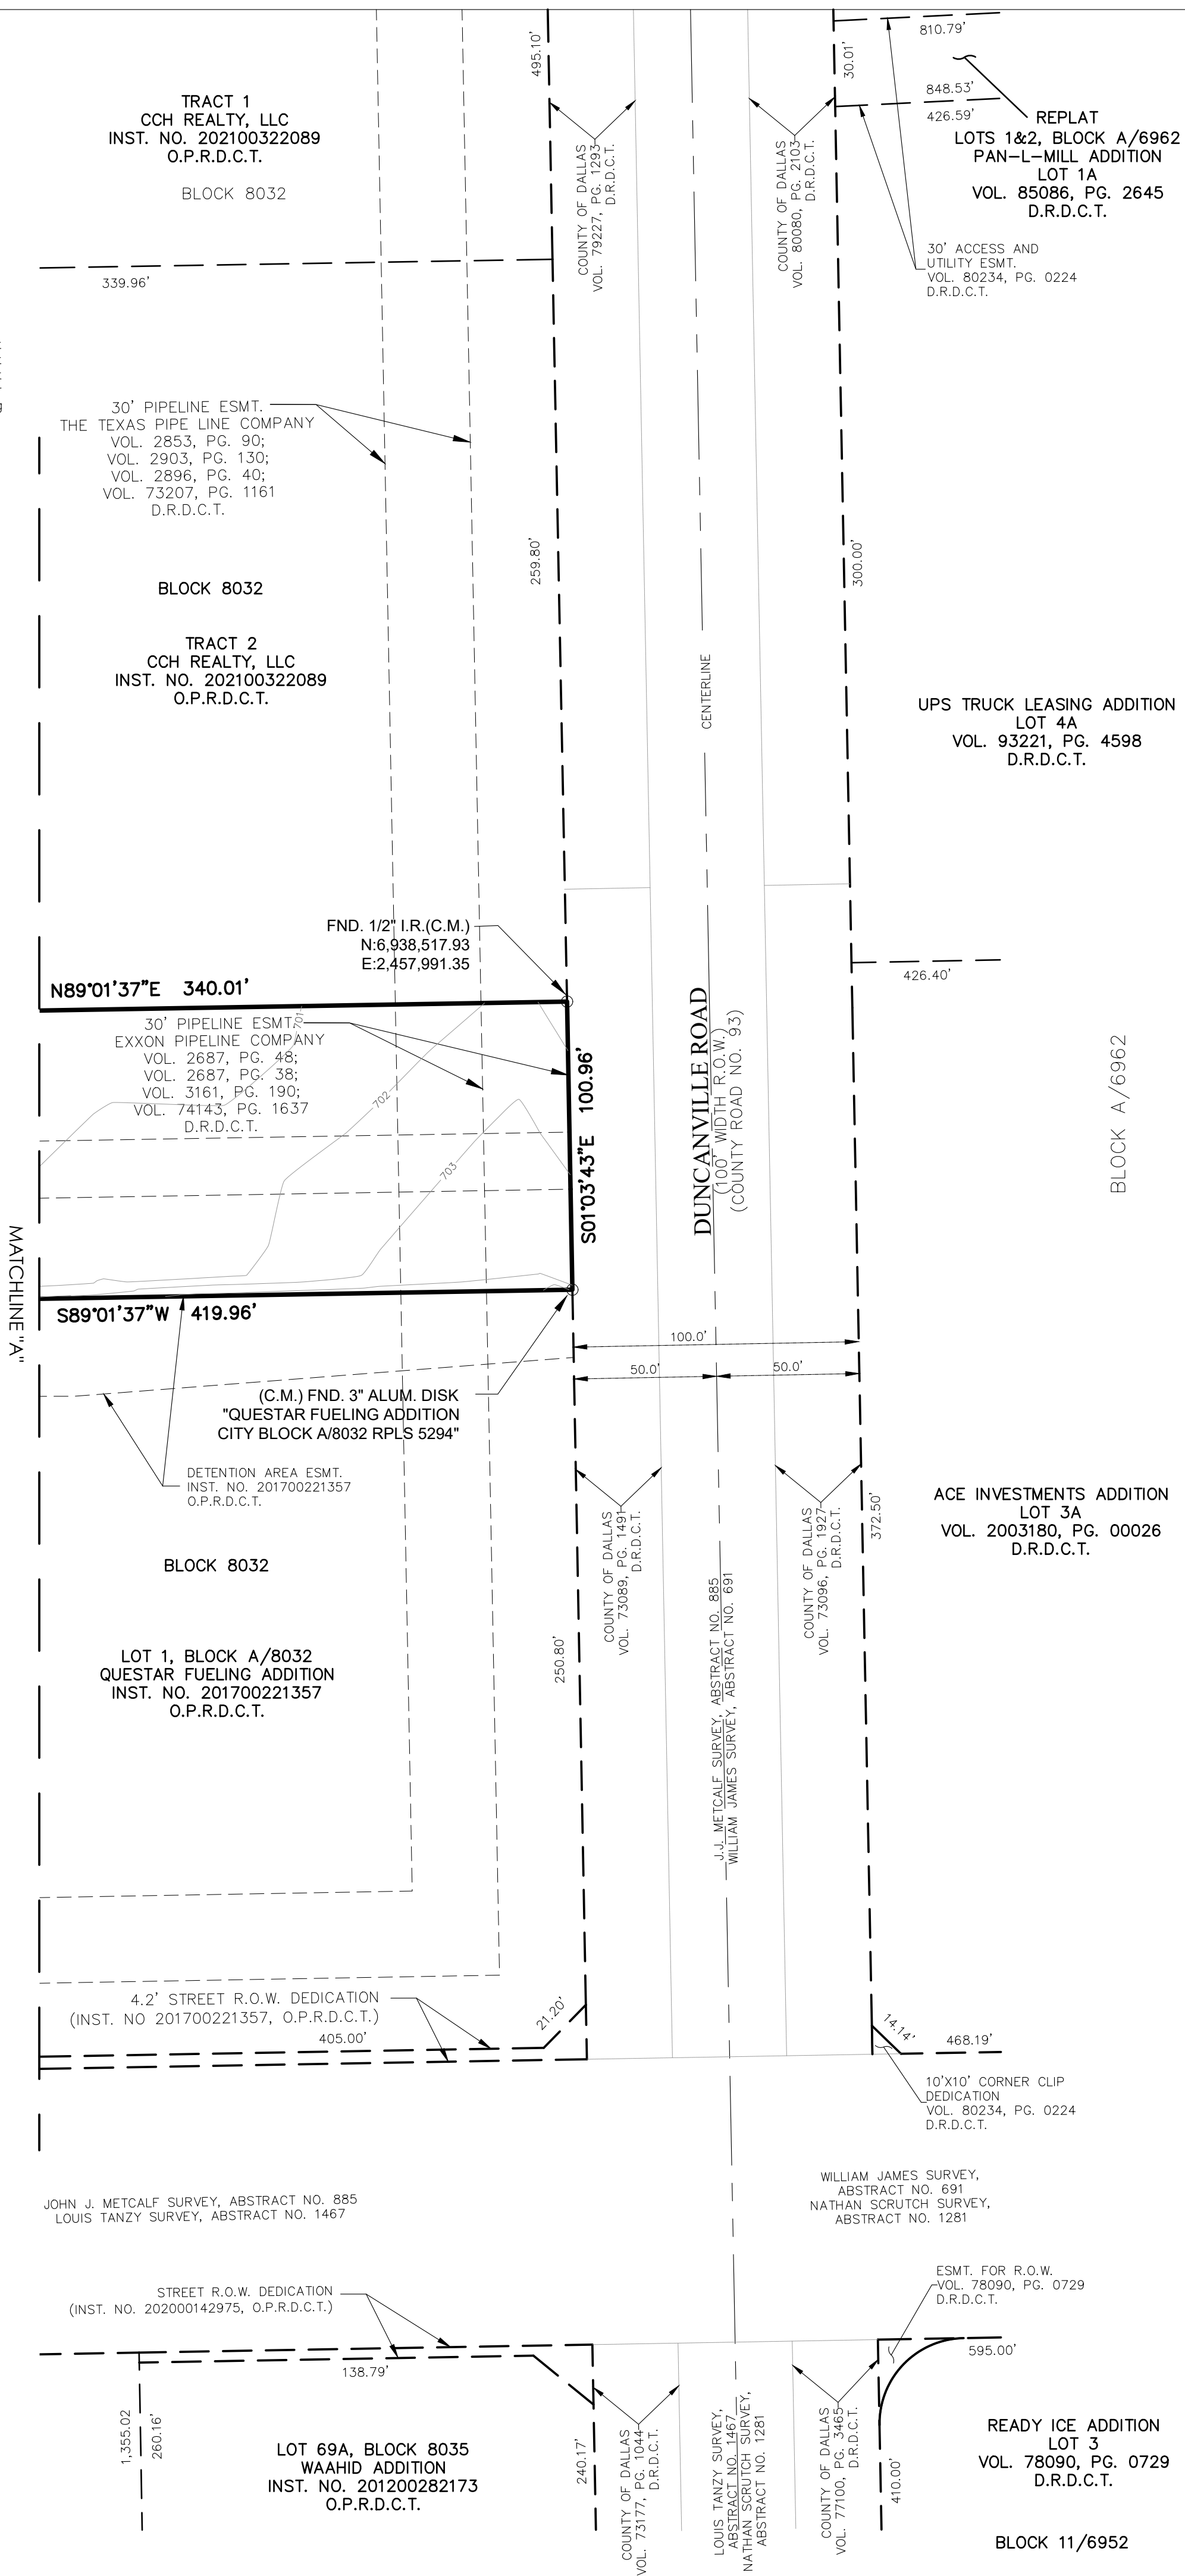 810.79'
495.10'
30.01'
848.53'
426.59'
TRACT 1
CCH REALTY, LLC
INST. NO. 202100322089
O.P.R.D.C.T.
BLOCK 8032
REPLAT
LOTS 1&2, BLOCK A/6962
PAN-L-MILL ADDITION
LOT 1A
VOL. 85086, PG. 2645
D.R.D.C.T.
COUNTY OF DALLAS
VOL. 79227, PG. 1293
D.R.D.C.T.
COUNTY OF DALLAS
VOL. 80080, PG. 2103
D.R.D.C.T.
30' ACCESS AND
UTILITY ESMT.
VOL. 80234, PG. 0224
D.R.D.C.T.
339.96'
30' PIPELINE ESMT.
THE TEXAS PIPE LINE COMPANY
VOL. 2853, PG. 90;
VOL. 2903, PG. 130;
VOL. 2896, PG. 40;
VOL. 73207, PG. 1161
D.R.D.C.T.
259.80'
300.00'
BLOCK 8032
TRACT 2
CCH REALTY, LLC
INST. NO. 202100322089
O.P.R.D.C.T.
CENTERLINE
UPS TRUCK LEASING ADDITION
LOT 4A
VOL. 93221, PG. 4598
D.R.D.C.T.
FND. 1/2" I.R.(C.M.)
N:6,938,517.93
E:2,457,991.35
426.40'
N89°01'37"E 340.01'
30' PIPELINE ESMT.
EXXON PIPELINE COMPANY
VOL. 2687, PG. 48;
VOL. 2687, PG. 38;
VOL. 3161, PG. 190;
VOL. 74143, PG. 1637
D.R.D.C.T.
701
702
703
S01°03'43"E 100.96'
DUNCANVILLE ROAD
(100' WIDTH R.O.W.)
(COUNTY ROAD NO. 93)
BLOCK A/6962
MATCHLINE "A"
S89°01'37"W 419.96'
100.0'
50.0'
50.0'
(C.M.) FND. 3" ALUM. DISK
"QUESTAR FUELING ADDITION
CITY BLOCK A/8032 RPLS 5294"
DETENTION AREA ESMT.
INST. NO. 201700221357
O.P.R.D.C.T.
ACE INVESTMENTS ADDITION
LOT 3A
VOL. 2003180, PG. 00026
D.R.D.C.T.
372.50'
COUNTY OF DALLAS
VOL. 73089, PG. 1491
D.R.D.C.T.
COUNTY OF DALLAS
VOL. 73096, PG. 1927
D.R.D.C.T.
BLOCK 8032
LOT 1, BLOCK A/8032
QUESTAR FUELING ADDITION
INST. NO. 201700221357
O.P.R.D.C.T.
250.80'
J.J. METCALF SURVEY, ABSTRACT NO. 885
WILLIAM JAMES SURVEY, ABSTRACT NO. 691
4.2' STREET R.O.W. DEDICATION
(INST. NO 201700221357, O.P.R.D.C.T.)
405.00'
21.20'
14.14'
468.19'
10'X10' CORNER CLIP
DEDICATION
VOL. 80234, PG. 0224
D.R.D.C.T.
JOHN J. METCALF SURVEY, ABSTRACT NO. 885
LOUIS TANZY SURVEY, ABSTRACT NO. 1467
WILLIAM JAMES SURVEY,
ABSTRACT NO. 691
NATHAN SCRUTCH SURVEY,
ABSTRACT NO. 1281
STREET R.O.W. DEDICATION
(INST. NO. 202000142975, O.P.R.D.C.T.)
ESMT. FOR R.O.W.
VOL. 78090, PG. 0729
D.R.D.C.T.
138.79'
595.00'
1,355.02
260.16'
LOT 69A, BLOCK 8035
WAAHID ADDITION
INST. NO. 201200282173
O.P.R.D.C.T.
240.17'
COUNTY OF DALLAS
VOL. 73177, PG. 1044
D.R.D.C.T.
LOUIS TANZY SURVEY,
ABSTRACT NO. 1467
NATHAN SCRUTCH SURVEY,
ABSTRACT NO. 1281
COUNTY OF DALLAS
VOL. 77100, PG. 3465
D.R.D.C.T.
410.00'
READY ICE ADDITION
LOT 3
VOL. 78090, PG. 0729
D.R.D.C.T.
BLOCK 11/6952